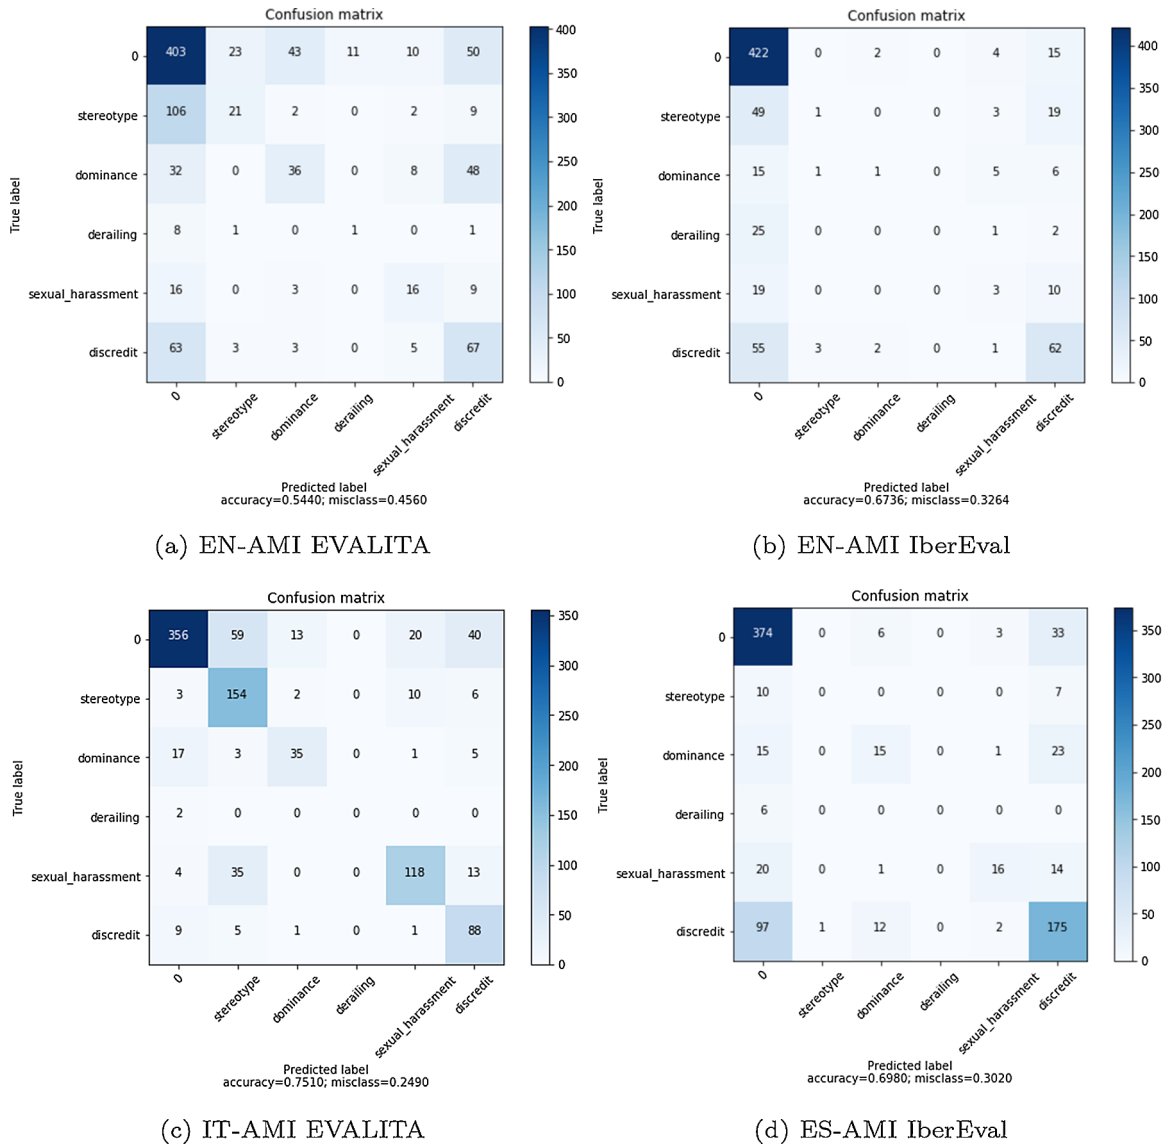 Confusion matrix
True label
0 403 23 43 11 10 50
stereotype 106 21 2 0 2 9
dominance 32 0 36 0 8 48
derailing 8 1 0 1 0 1
sexual_harassment 16 0 3 0 16 9
discredit 63 3 3 0 5 67
0 stereotype dominance derailing sexual_harassment discredit
Predicted label
accuracy=0.5440; misclass=0.4560
400
350
300
250
200
150
100
50
0
(a) EN-AMI EVALITA
Confusion matrix
True label
0 422 0 2 0 4 15
stereotype 49 1 0 0 3 19
dominance 15 1 1 0 5 6
derailing 25 0 0 0 1 2
sexual_harassment 19 0 0 0 3 10
discredit 55 3 2 0 1 62
0 stereotype dominance derailing sexual_harassment discredit
Predicted label
accuracy=0.6736; misclass=0.3264
400
350
300
250
200
150
100
50
0
(b) EN-AMI IberEval
Confusion matrix
True label
0 356 59 13 0 20 40
stereotype 3 154 2 0 10 6
dominance 17 3 35 0 1 5
derailing 2 0 0 0 0 0
sexual_harassment 4 35 0 0 118 13
discredit 9 5 1 0 1 88
0 stereotype dominance derailing sexual_harassment discredit
Predicted label
accuracy=0.7510; misclass=0.2490
350
300
250
200
150
100
50
0
(c) IT-AMI EVALITA
Confusion matrix
True label
0 374 0 6 0 3 33
stereotype 10 0 0 0 0 7
dominance 15 0 15 0 1 23
derailing 6 0 0 0 0 0
sexual_harassment 20 0 1 0 16 14
discredit 97 1 12 0 2 175
0 stereotype dominance derailing sexual_harassment discredit
Predicted label
accuracy=0.6980; misclass=0.3020
350
300
250
200
150
100
50
0
(d) ES-AMI IberEval